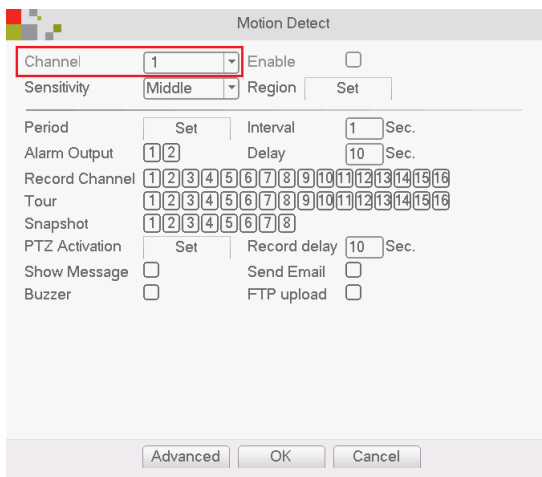 Motion Detect
Channel 1 Enable
Sensitivity Middle Region Set
Period Set Interval 1 Sec.
Alarm Output 1 2 Delay 10 Sec.
Record Channel 1 2 3 4 5 6 7 8 9 10 11 12 13 14 15 16
Tour 1 2 3 4 5 6 7 8 9 10 11 12 13 14 15 16
Snapshot 1 2 3 4 5 6 7 8
PTZ Activation Set Record delay 10 Sec.
Show Message Send Email
Buzzer FTP upload
Advanced OK Cancel